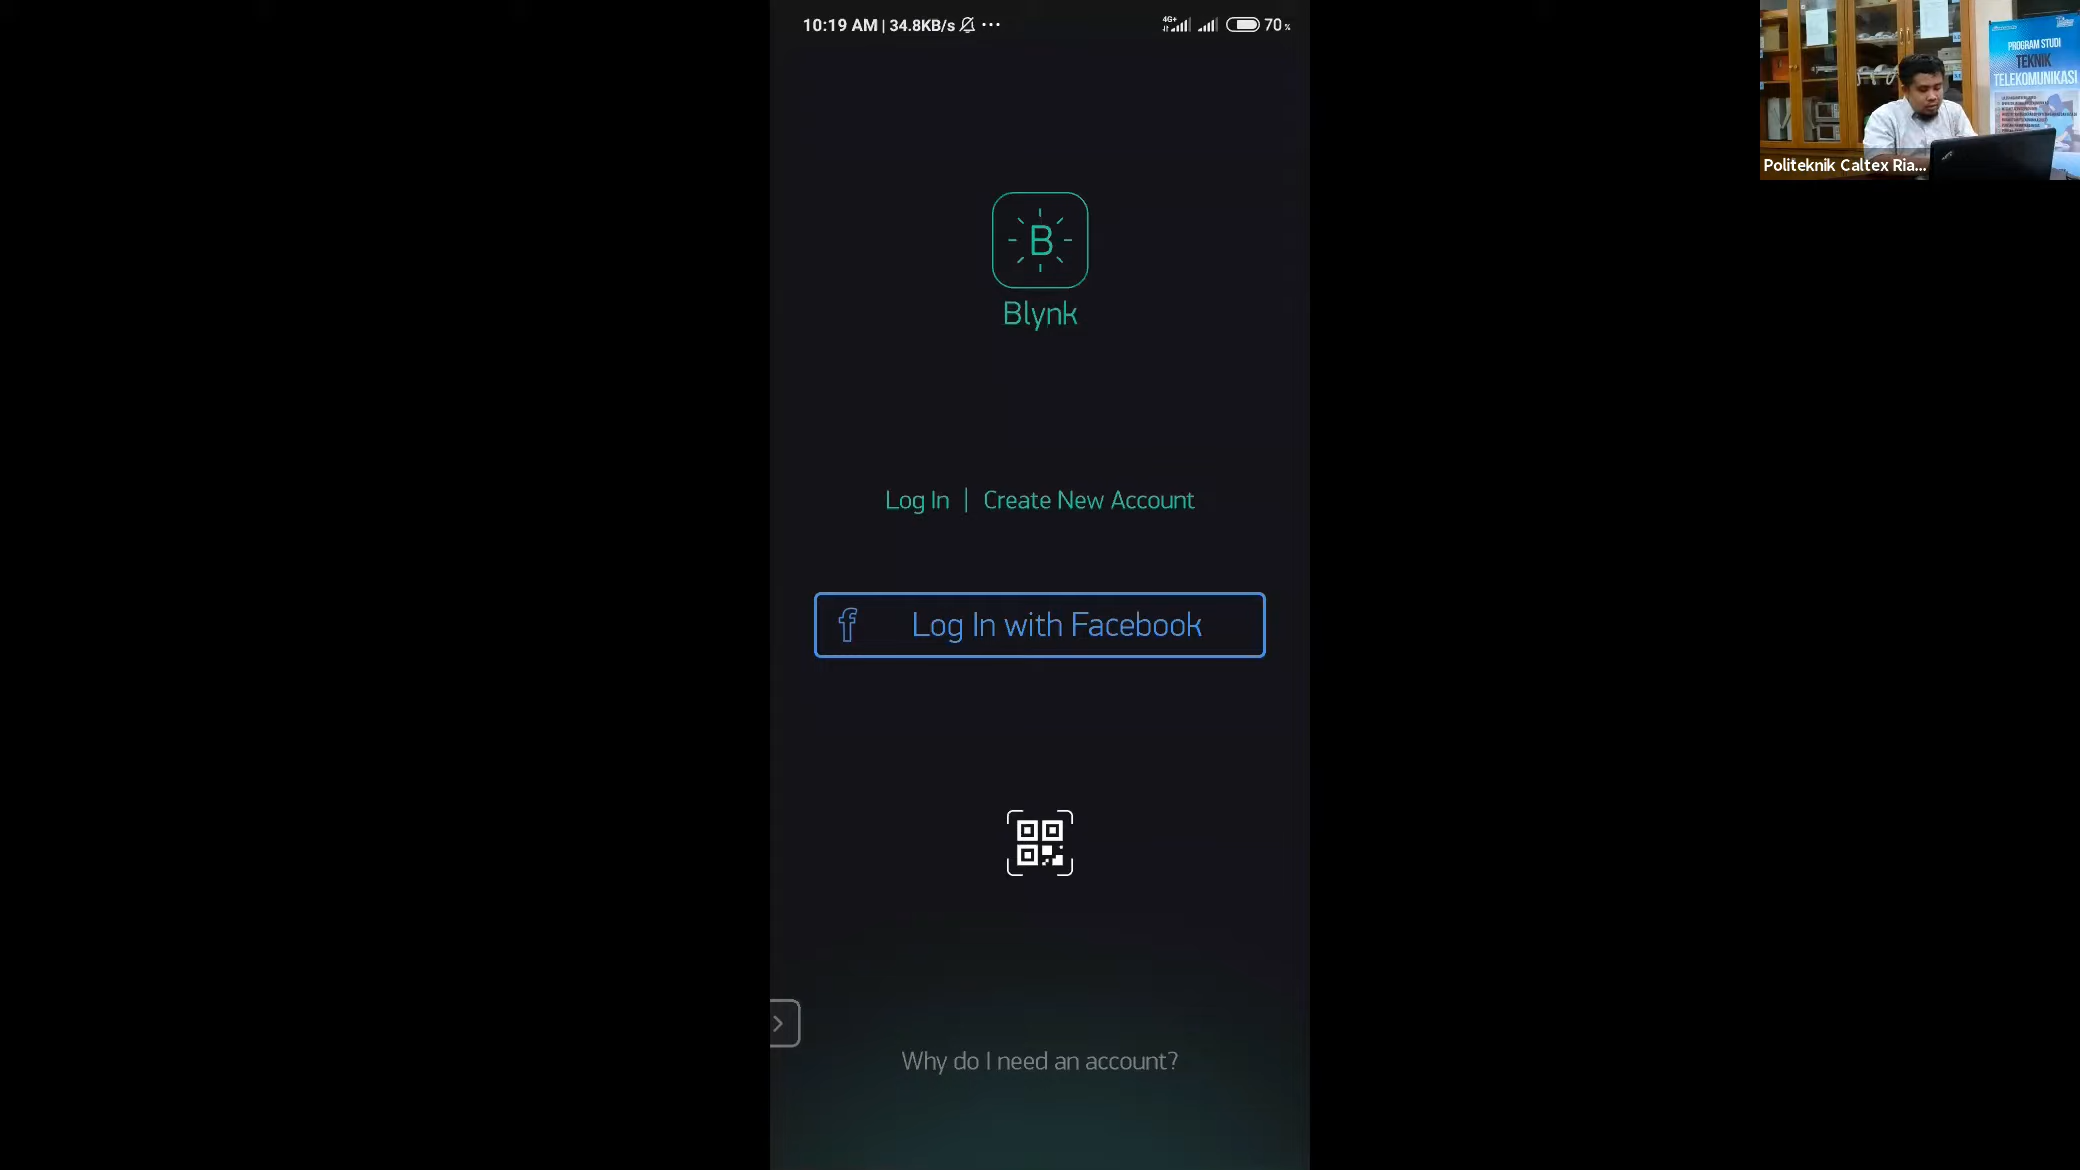 10:19 AM | 34.8KB/s ...
4G+ 70 %
PROGRAM STUDI
TEKNIK
TELEKOMUNIKASI
Politeknik Caltex Ria...
B
Blynk
Log In | Create New Account
f Log In with Facebook
Why do I need an account?